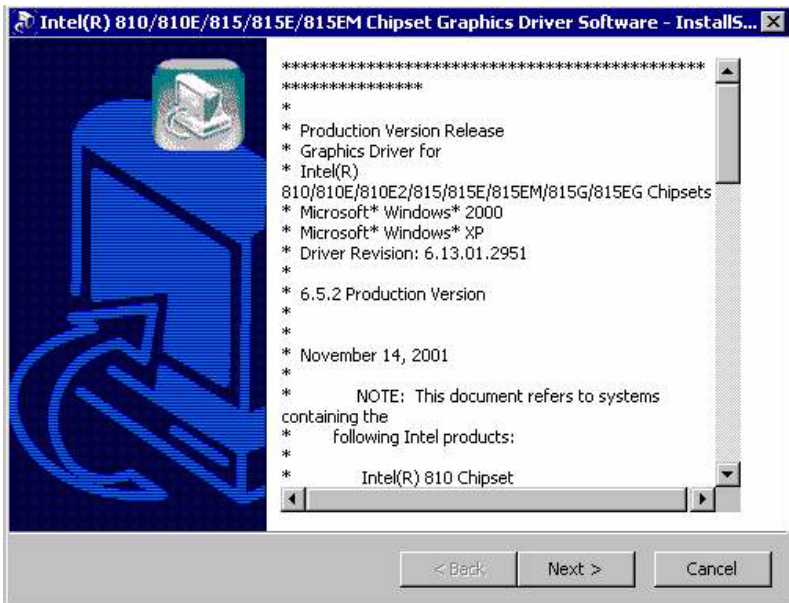 Intel(R) 810/810E/815/815E/815EM Chipset Graphics Driver Software - InstallS...
*********************************************
***************
*
* Production Version Release
* Graphics Driver for
* Intel(R)
810/810E/810E2/815/815E/815EM/815G/815EG Chipsets
* Microsoft* Windows* 2000
* Microsoft* Windows* XP
* Driver Revision: 6.13.01.2951
*
* 6.5.2 Production Version
*
*
* November 14, 2001
*
* NOTE: This document refers to systems
containing the
* following Intel products:
*
* Intel(R) 810 Chipset
< Back
Next >
Cancel